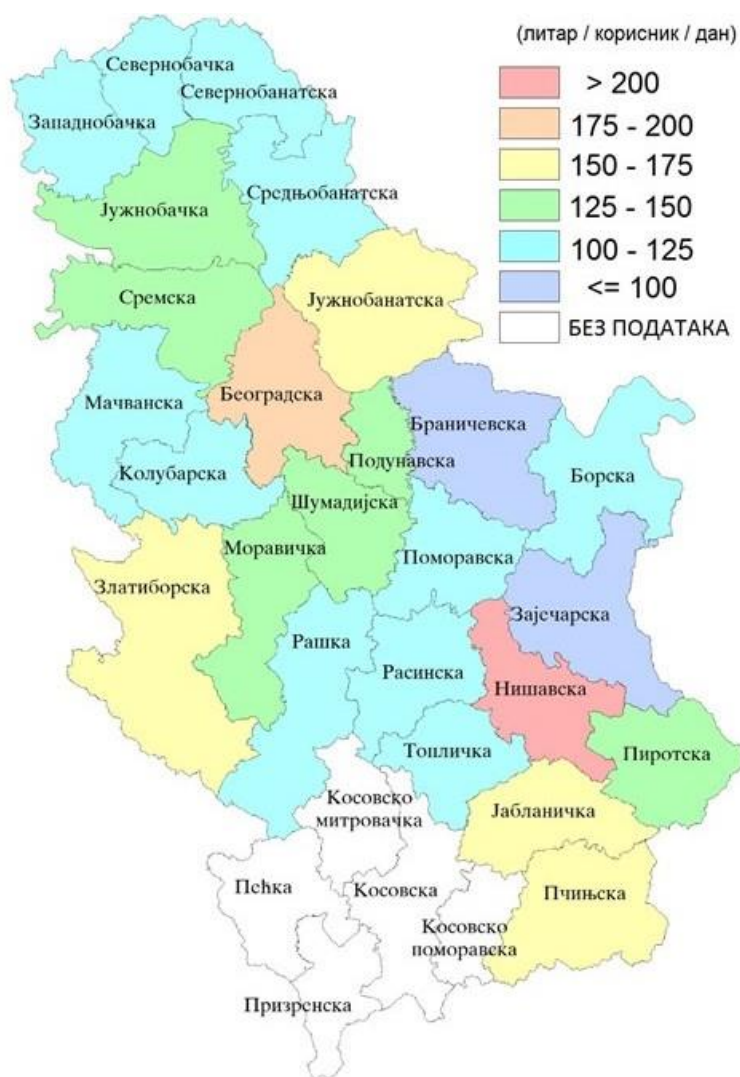 (литар / корисник / дан)
> 200
175 - 200
150 - 175
125 - 150
100 - 125
<= 100
БЕЗ ПОДАТАКА
Севернобачка
Севернобанатска
Западнобачка
Средњобанатска
Јужнобачка
Сремска
Јужнобанатска
Београдска
Мачванска
Браничевска
Колубарска
Подунавска
Борска
Шумадијска
Моравичка
Поморавска
Златиборска
Зајечарска
Рашка
Расинска
Нишавска
Топличка
Пиротска
Косовско
митровачка
Јабланичка
Пећка
Косовска
Пчињска
Косовско
поморавска
Призренска